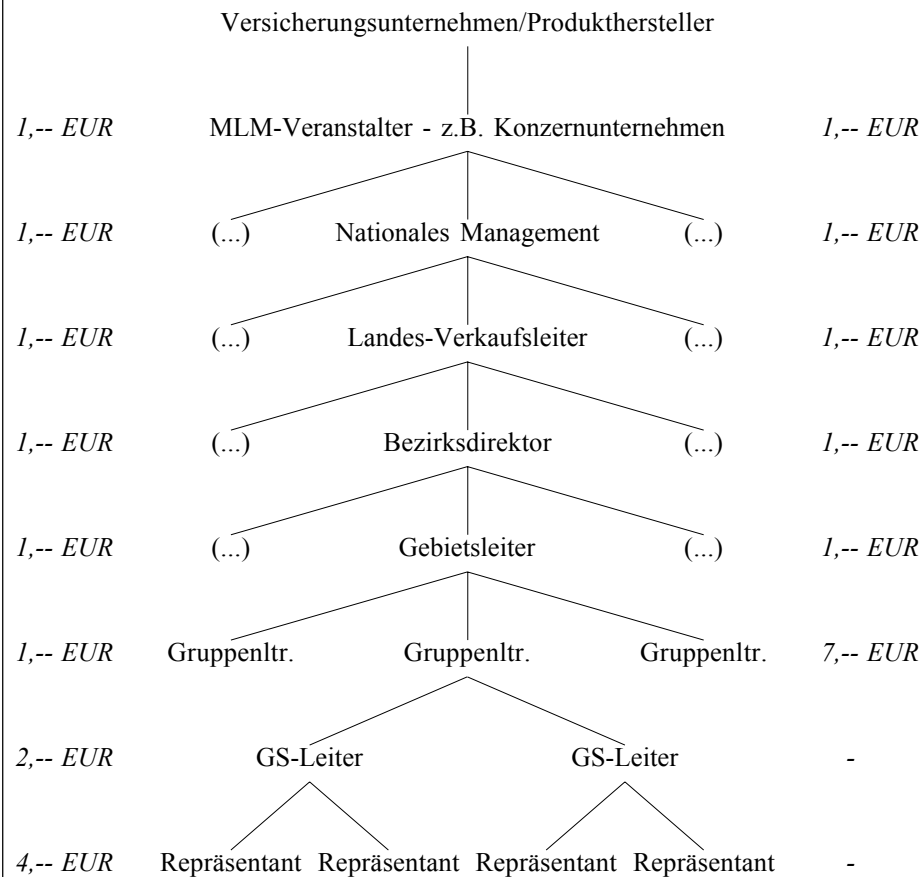 Versicherungsunternehmen/Produkthersteller
1,-- EUR MLM-Veranstalter - z.B. Konzernunternehmen 1,-- EUR
1,-- EUR (...) Nationales Management (...) 1,-- EUR
1,-- EUR (...) Landes-Verkaufsleiter (...) 1,-- EUR
1,-- EUR (...) Bezirksdirektor (...) 1,-- EUR
1,-- EUR (...) Gebietsleiter (...) 1,-- EUR
1,-- EUR Gruppenltr. Gruppenltr. Gruppenltr. 7,-- EUR
2,-- EUR GS-Leiter GS-Leiter -
4,-- EUR Repräsentant Repräsentant Repräsentant Repräsentant -